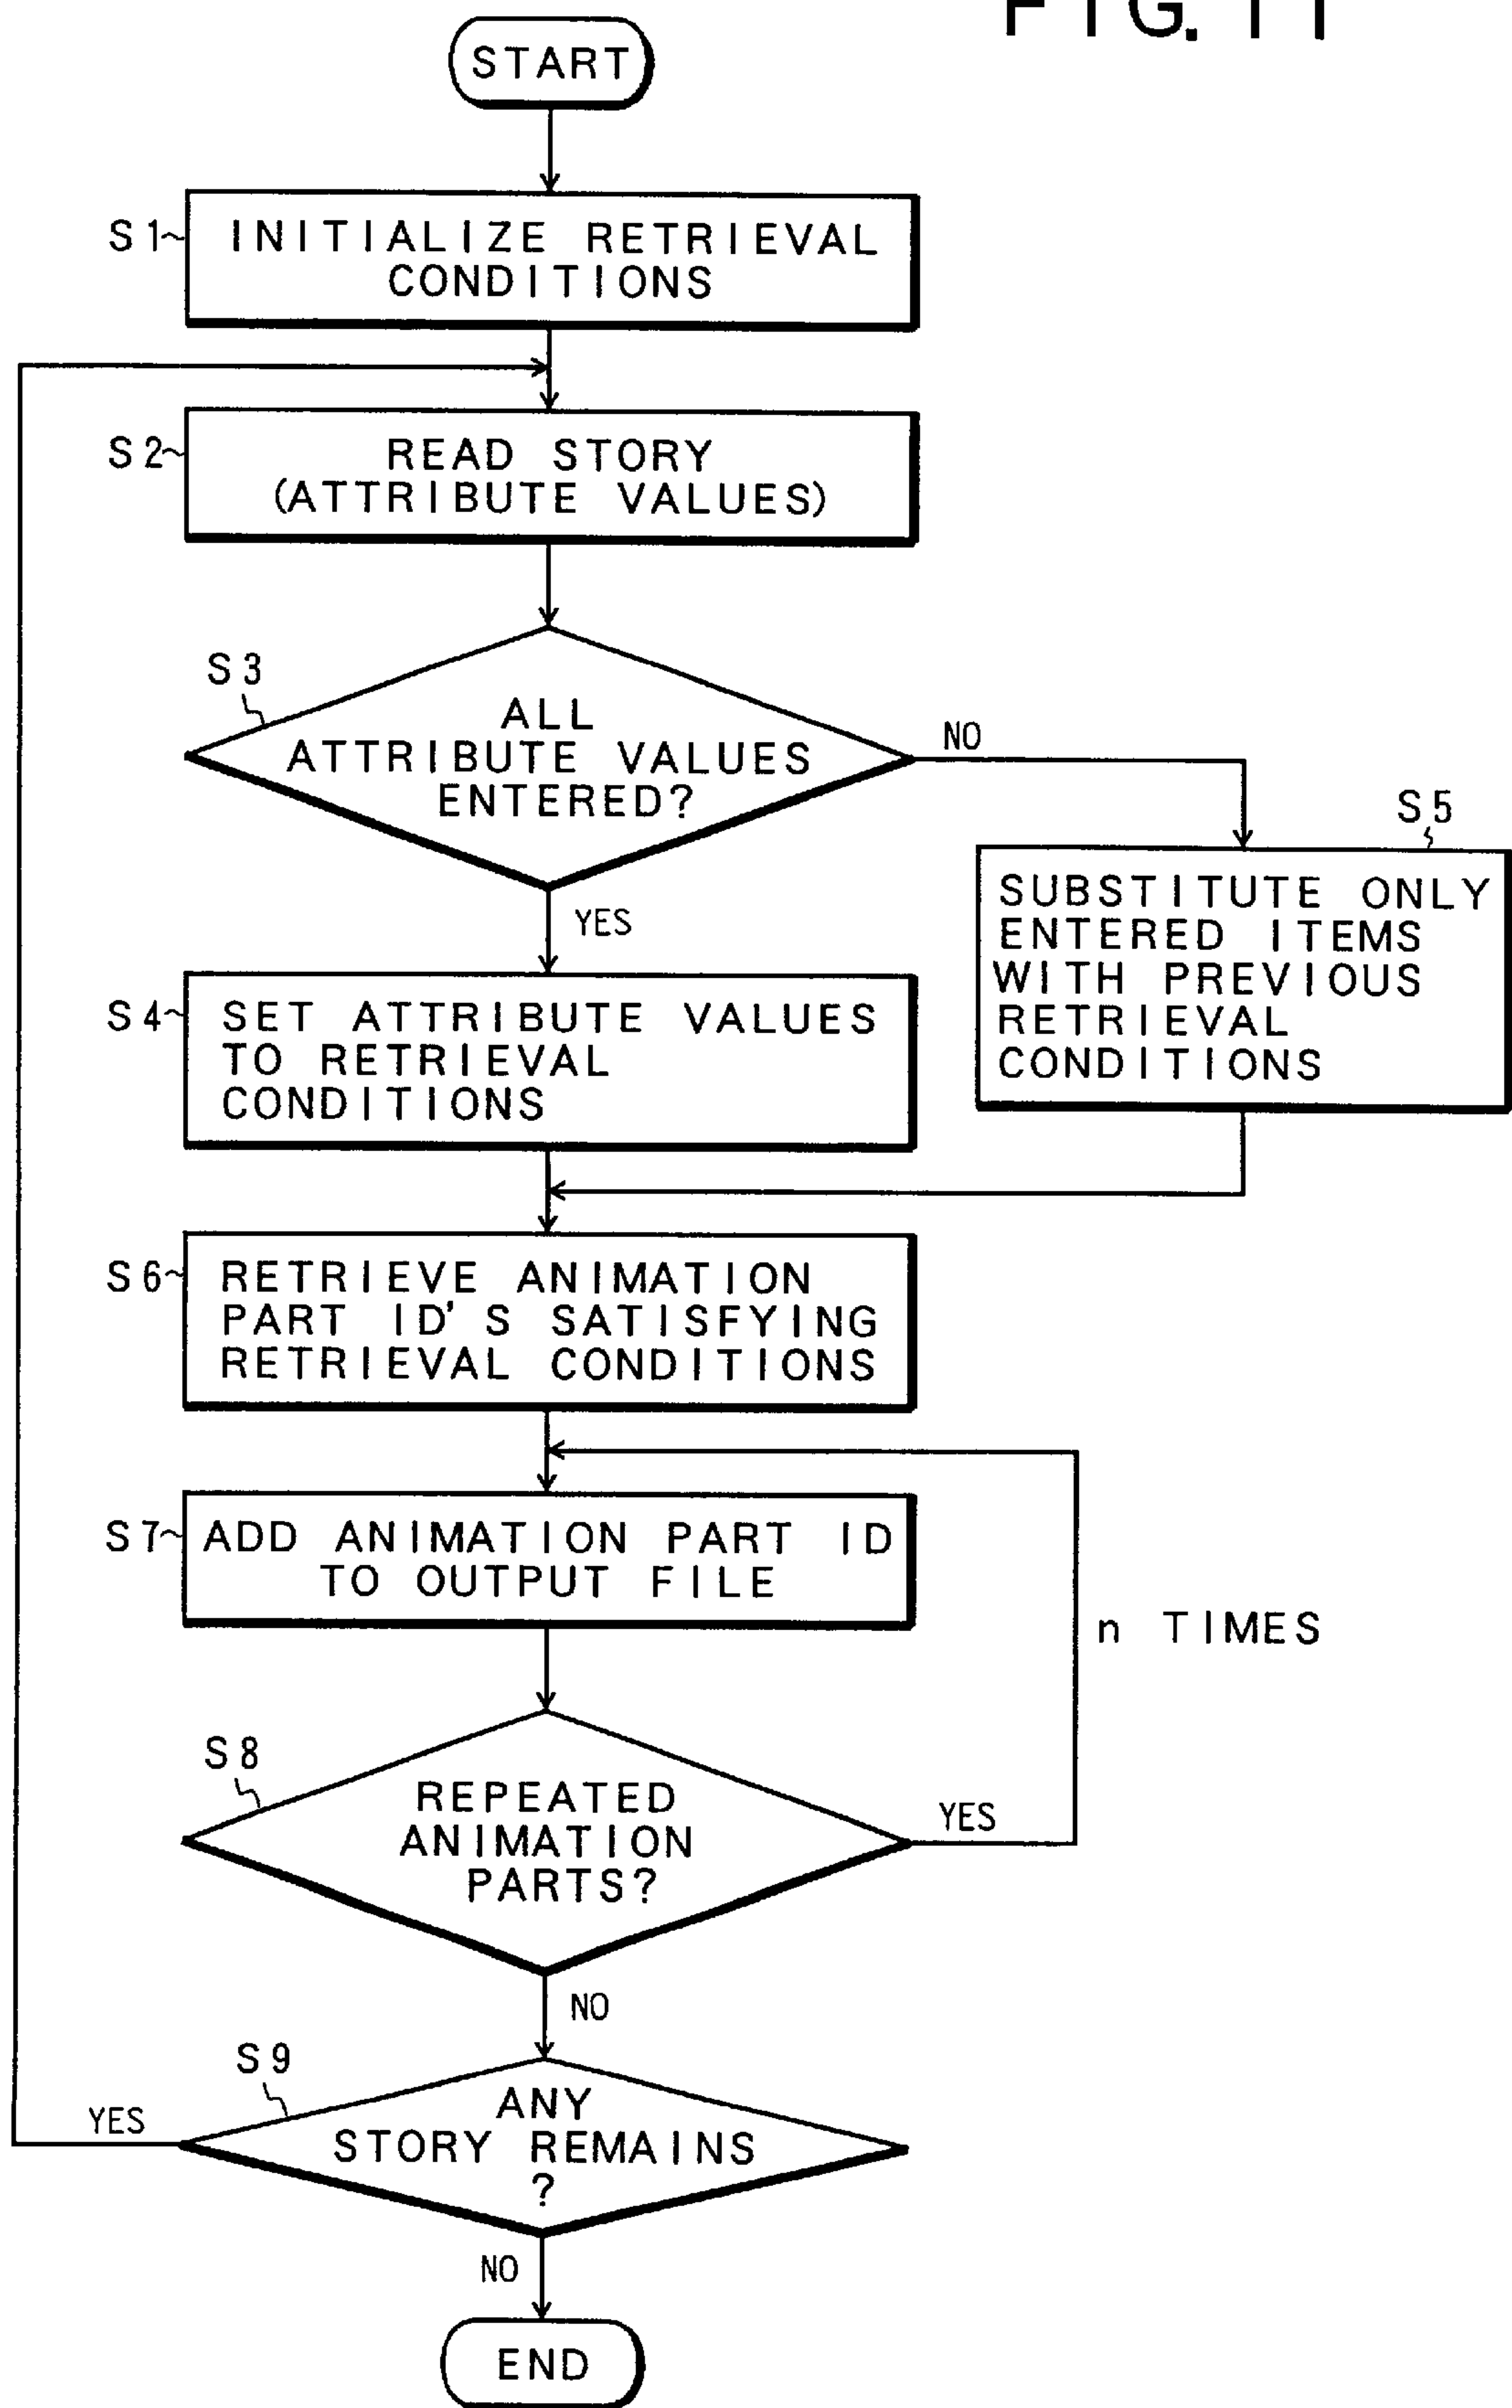 FIG. 11
START
S1
INITIALIZE RETRIEVAL
CONDITIONS
S2
READ STORY
(ATTRIBUTE VALUES)
S3
ALL
ATTRIBUTE VALUES
ENTERED?
NO
YES
S5
SUBSTITUTE ONLY
ENTERED ITEMS
WITH PREVIOUS
RETRIEVAL
CONDITIONS
S4
SET ATTRIBUTE VALUES
TO RETRIEVAL
CONDITIONS
S6
RETRIEVE ANIMATION
PART ID'S SATISFYING
RETRIEVAL CONDITIONS
S7
ADD ANIMATION PART ID
TO OUTPUT FILE
n TIMES
S8
REPEATED
ANIMATION
PARTS?
YES
NO
S9
ANY
STORY REMAINS
?
YES
NO
END